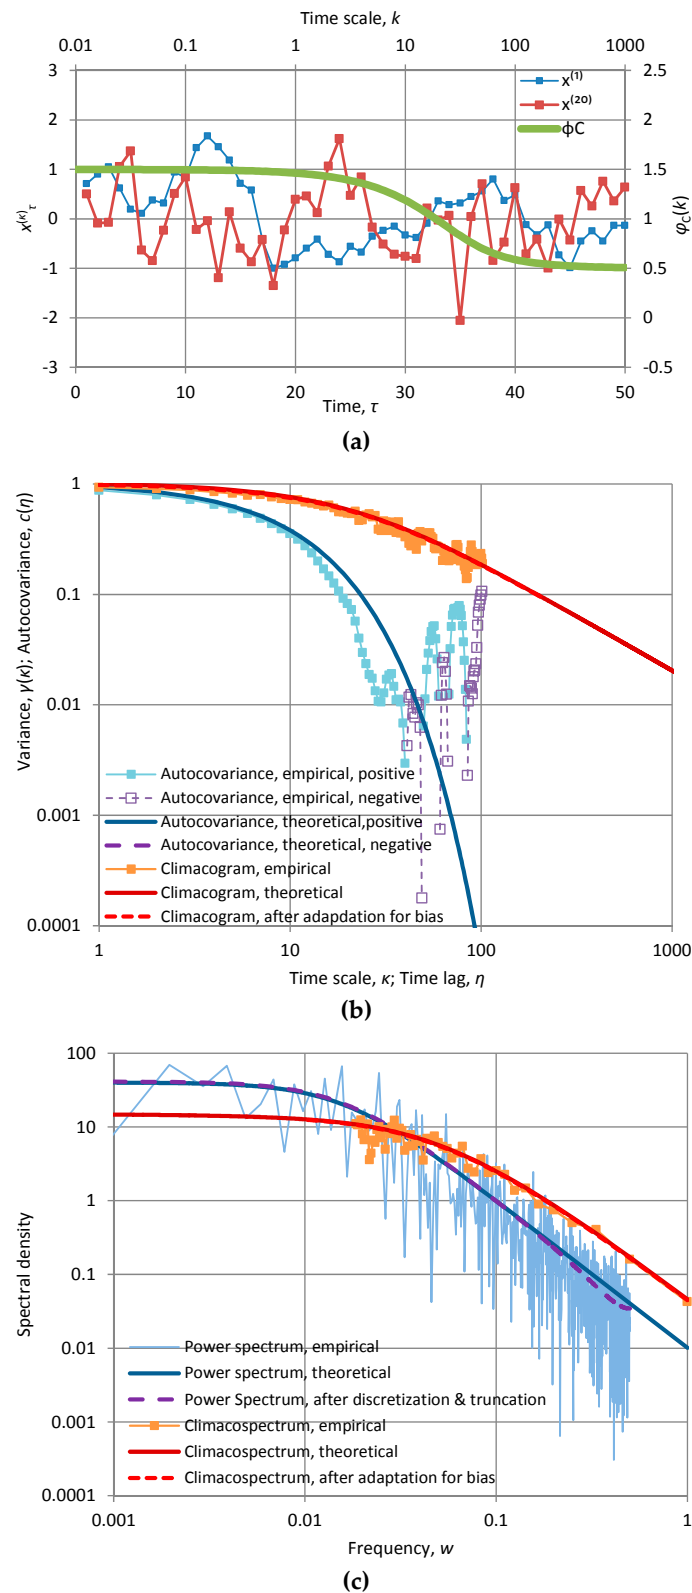 Time scale, k
0.01 0.1 1 10 100 1000
3 2.5
2 2
1 1.5
0 1
-1 0.5
-2 0
-3 -0.5
x⁽¹⁾
x⁽²⁰⁾
φC
x⁽ᵏ⁾τ
φC(k)
0 10 20 30 40 50
Time, τ
(a)
1
0.1
0.01
0.001
0.0001
Variance, γ(κ); Autocovariance, c(η)
Autocovariance, empirical, positive
Autocovariance, empirical, negative
Autocovariance, theoretical,positive
Autocovariance, theoretical, negative
Climacogram, empirical
Climacogram, theoretical
Climacogram, after adapdation for bias
1 10 100 1000
Time scale, κ; Time lag, η
(b)
100
10
1
0.1
0.01
0.001
0.0001
Spectral density
Power spectrum, empirical
Power spectrum, theoretical
Power Spectrum, after discretization & truncation
Climacospectrum, empirical
Climacospectrum, theoretical
Climacospectrum, after adaptation for bias
0.001 0.01 0.1 1
Frequency, w
(c)